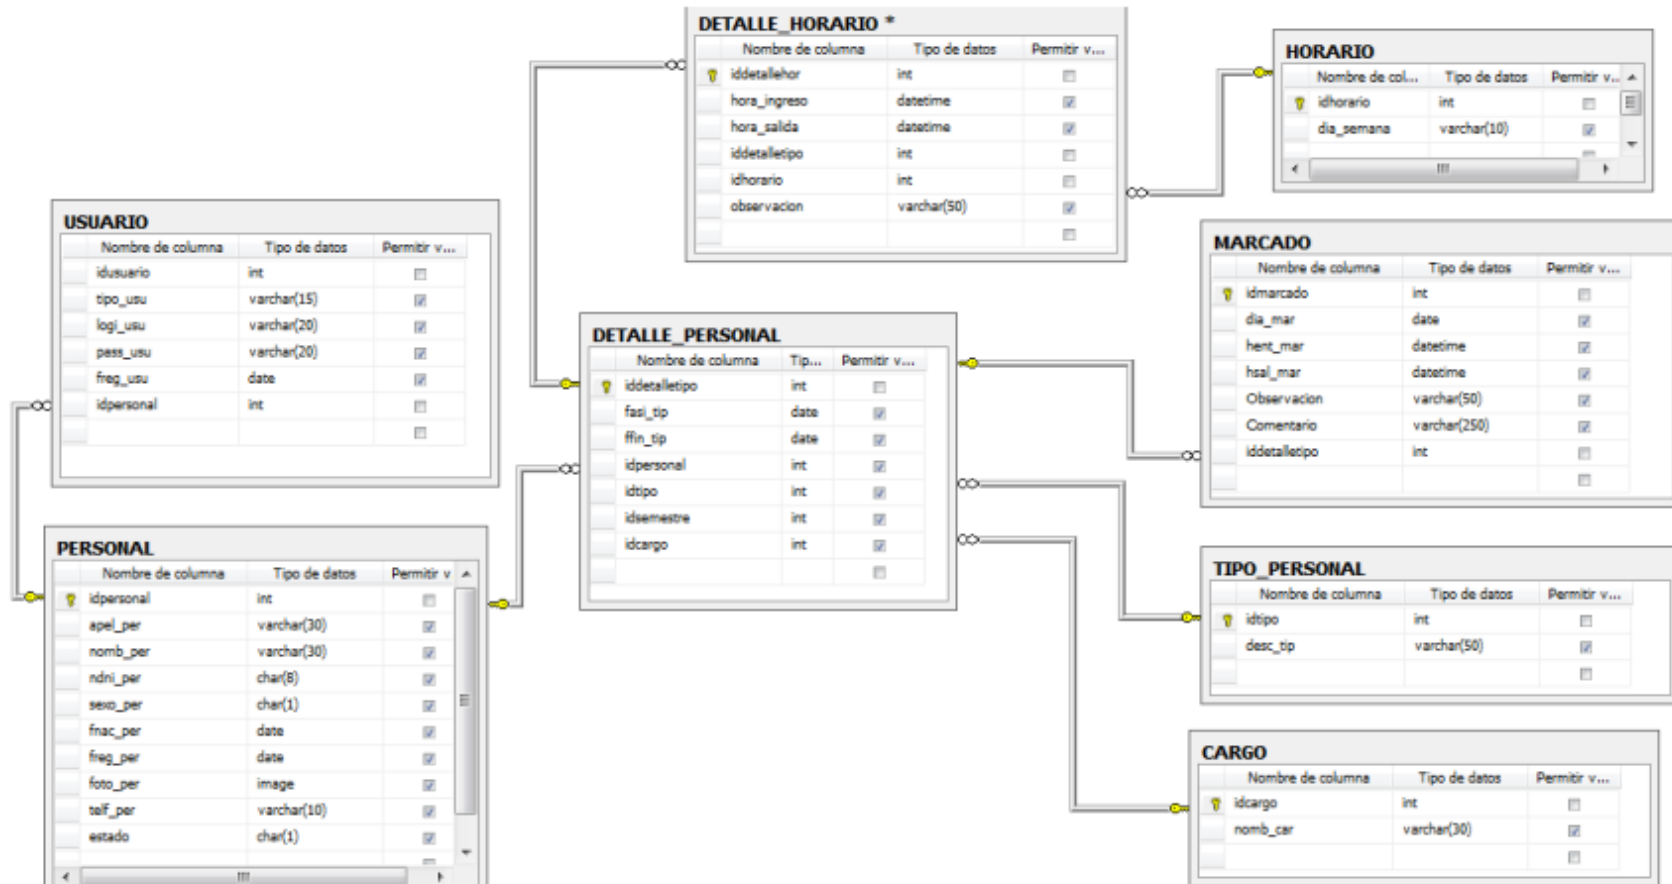 DETALLE_HORARIO *
Nombre de columna Tipo de datos Permitir v...
iddetallehor int
hora_ingreso datetime
hora_salida datetime
iddetalletipo int
idhorario int
observacion varchar(50)
HORARIO
Nombre de col... Tipo de datos Permitir v...
idhorario int
dia_semana varchar(10)
USUARIO
Nombre de columna Tipo de datos Permitir v...
idusuario int
tipo_usu varchar(15)
logi_usu varchar(20)
pass_usu varchar(20)
freg_usu date
idpersonal int
DETALLE_PERSONAL
Nombre de columna Tip... Permitir v...
iddetalletipo int
fasi_tip date
ffin_tip date
idpersonal int
idtipo int
idsemestre int
idcargo int
MARCADO
Nombre de columna Tipo de datos Permitir v...
idmarcado int
dia_mar date
hent_mar datetime
hsal_mar datetime
Observacion varchar(50)
Comentario varchar(250)
iddetalletipo int
PERSONAL
Nombre de columna Tipo de datos Permitir v
idpersonal int
apel_per varchar(30)
nomb_per varchar(30)
ndni_per char(8)
sexo_per char(1)
fnac_per date
freg_per date
foto_per image
telf_per varchar(10)
estado char(1)
TIPO_PERSONAL
Nombre de columna Tipo de datos Permitir v...
idtipo int
desc_tip varchar(50)
CARGO
Nombre de columna Tipo de datos Permitir v...
idcargo int
nomb_car varchar(30)